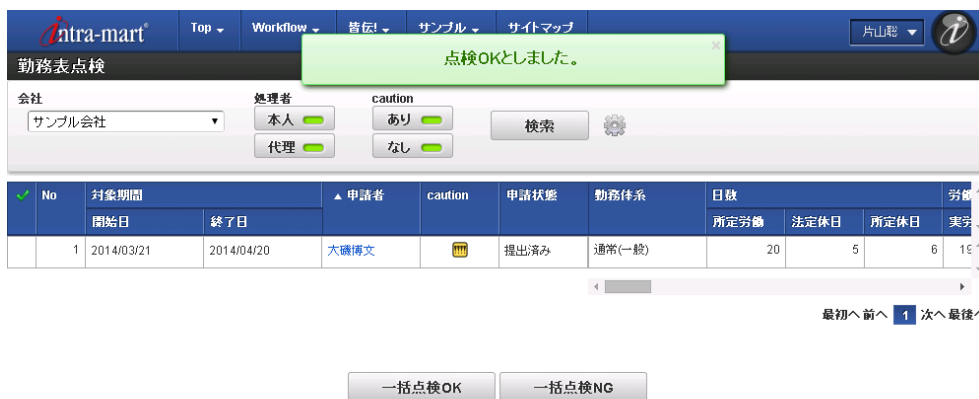 intra-mart® Top Workflow 皆伝! サンプル サイトマップ 片山聡
点検OKとしました。
勤務表点検
会社 処理者 caution
サンプル会社 本人 あり 検索
代理 なし
No 対象期間 ▲申請者 caution 申請状態 勤務体系 日数
開始日 終了日 所定労働 法定休日 所定休日
1 2014/03/21 2014/04/20 大磯博文 提出済み 通常(一般) 20 5 6
最初へ 前へ 1 次へ 最後へ
一括点検OK 一括点検NG